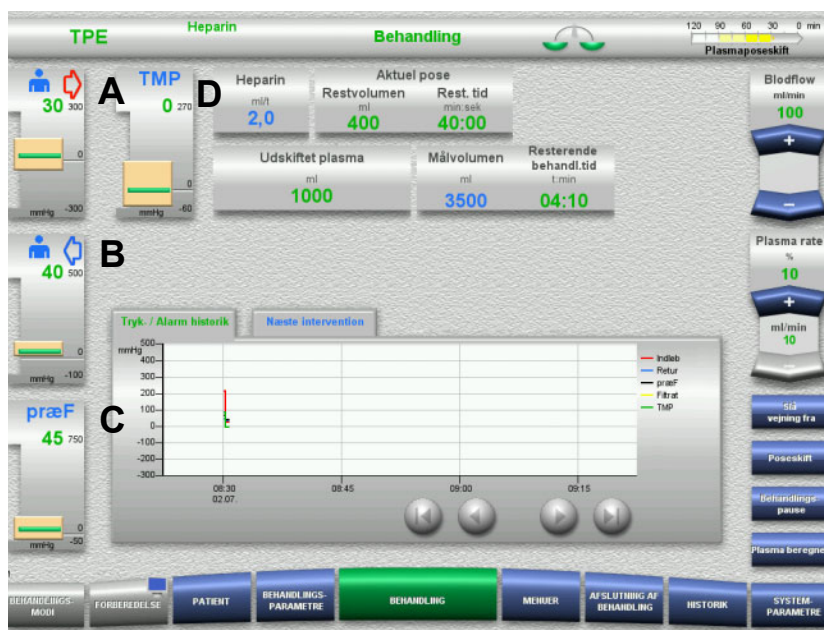 TPE
Heparin
Behandling
120 90 60 30 0 min
Plasmaposeskift
30 300
0
mmHg -300
A
TMP
0 270
0
mmHg -60
D
Heparin
ml/t
2,0
Aktuel pose
Restvolumen
ml
400
Rest. tid
min:sek
40:00
Udskiftet plasma
ml
1000
Målvolumen
ml
3500
Resterende
behandl.tid
t:min
04:10
Blodflow
ml/min
100
+
–
40 500
0
mmHg -100
B
Plasma rate
%
10
+
ml/min
10
–
Tryk- / Alarm historik
Næste intervention
mmHg
500
400
300
200
100
0
-100
-200
-300
08:30
02.07.
08:45
09:00
09:15
Indløb
Retur
præF
Filtrat
TMP
præF
45 750
0
mmHg -50
C
Slå
vejning fra
Poseskift
Behandlings
pause
Plasma beregne
BEHANDLINGS-
MODI
FORBEREDELSE
PATIENT
BEHANDLINGS-
PARAMETRE
BEHANDLING
MENUER
AFSLUTNING AF
BEHANDLING
HISTORIK
SYSTEM-
PARAMETRE